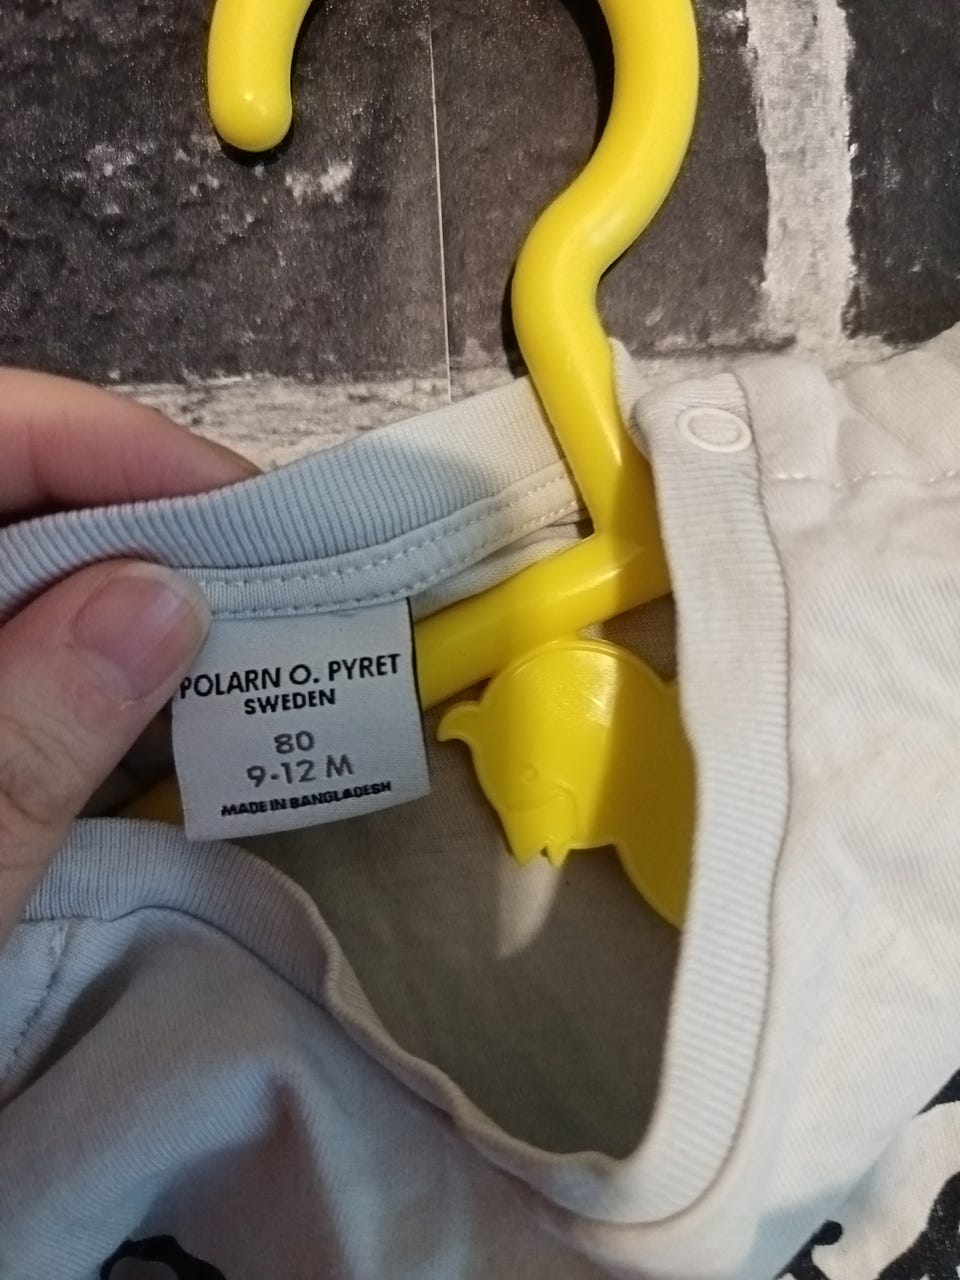 POLARN O. PYRET
SWEDEN
80
9-12 M
MADE IN BANGLADESH